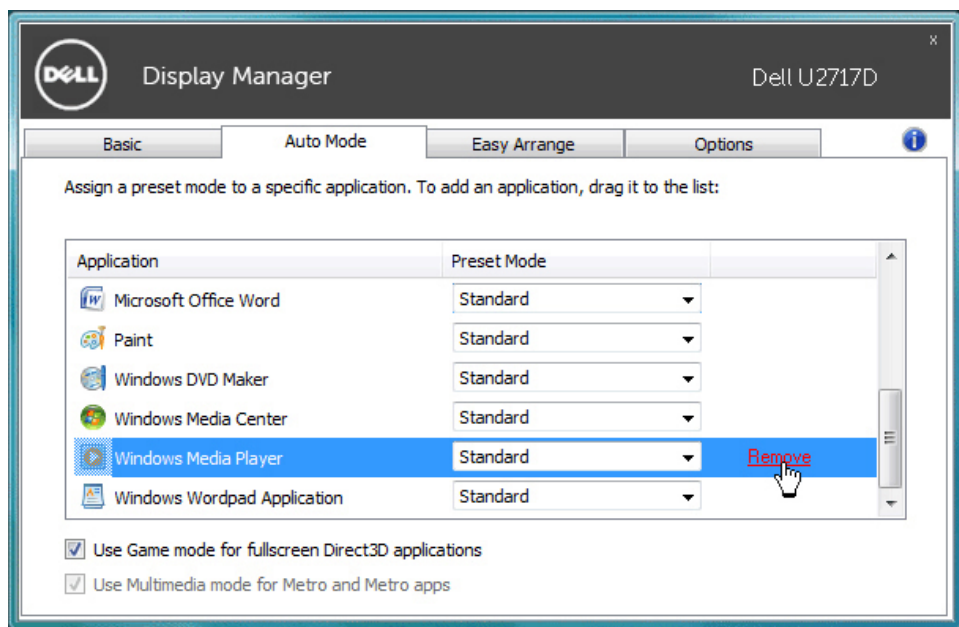 DELL
Display Manager
Dell U2717D
x
Basic
Auto Mode
Easy Arrange
Options
i
Assign a preset mode to a specific application. To add an application, drag it to the list:
Application Preset Mode
Microsoft Office Word Standard
Paint Standard
Windows DVD Maker Standard
Windows Media Center Standard
Windows Media Player Standard Remove
Windows Wordpad Application Standard
Use Game mode for fullscreen Direct3D applications
Use Multimedia mode for Metro and Metro apps